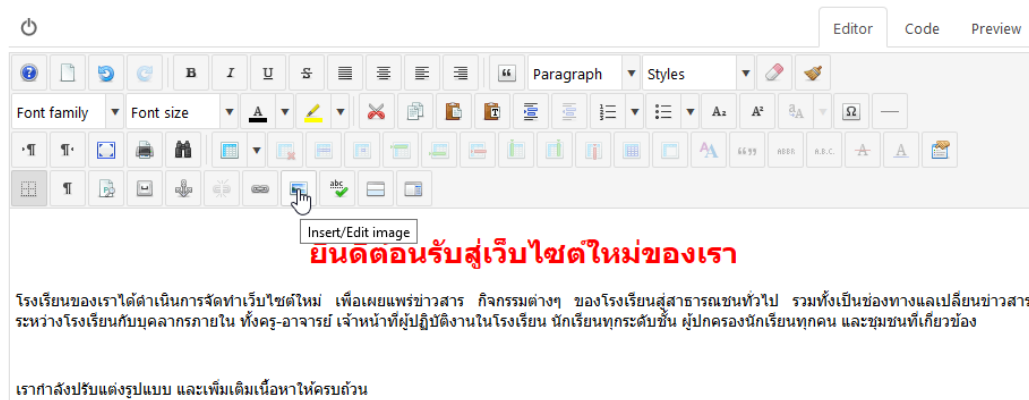 Editor Code Preview
B I U S “ Paragraph Styles
Font family Font size A T A₂ A² ªA Ω
¶ ¶ A “” ABBR A.B.C. A A
¶ abc
Insert/Edit image
ยินดีต้อนรับสู่เว็บไซต์ใหม่ของเรา
โรงเรียนของเราได้ดำเนินการจัดทำเว็บไซต์ใหม่ เพื่อเผยแพร่ข่าวสาร กิจกรรมต่างๆ ของโรงเรียนสู่สาธารณชนทั่วไป รวมทั้งเป็นช่องทางแลเปลี่ยนข่าวสาร
ระหว่างโรงเรียนกับบุคลากรภายใน ทั้งครู-อาจารย์ เจ้าหน้าที่ผู้ปฏิบัติงานในโรงเรียน นักเรียนทุกระดับชั้น ผู้ปกครองนักเรียนทุกคน และชุมชนที่เกี่ยวข้อง
เรากำลังปรับแต่งรูปแบบ และเพิ่มเติมเนื้อหาให้ครบถ้วน